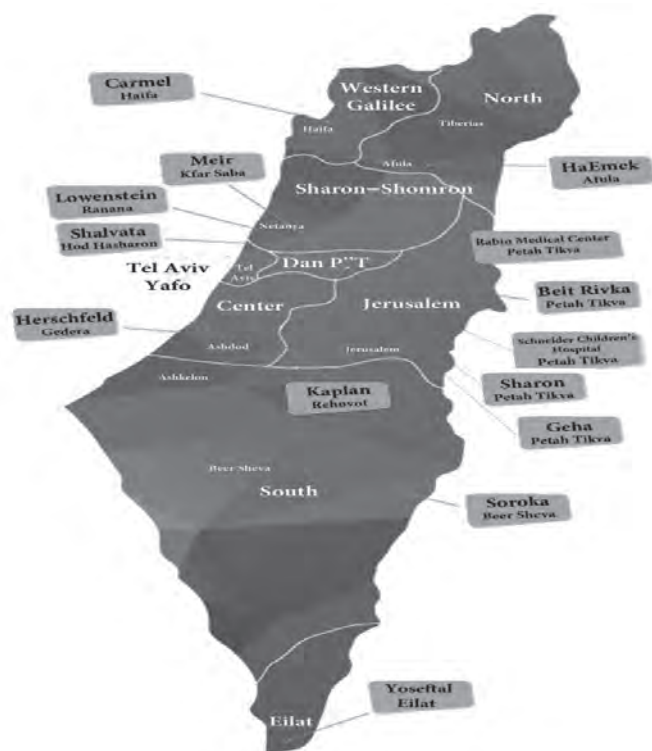 Carmel
Haifa
Western
Galilee
North
Haifa
Tiberias
Meir
Kfar Saba
Afula
HaEmek
Afula
Sharon–Shomron
Lowenstein
Ranana
Netanya
Shalvata
Hod Hasharon
Rabin Medical Center
Petah Tikva
Tel Aviv
Yafo
Tel
Aviv
Dan P"T
Beit Rivka
Petah Tikva
Center
Jerusalem
Herschfeld
Gedera
Ashdod
Jerusalem
Schneider Children's
Hospital
Petah Tikva
Ashkelon
Kaplan
Rehovot
Sharon
Petah Tikva
Geha
Petah Tikva
Beer Sheva
South
Soroka
Beer Sheva
Yoseftal
Eilat
Eilat